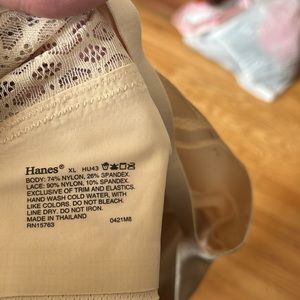 Hanes® XL HU43
BODY: 74% NYLON, 26% SPANDEX.
LACE: 90% NYLON, 10% SPANDEX.
EXCLUSIVE OF TRIM AND ELASTICS.
HAND WASH COLD WATER, WITH
LIKE COLORS. DO NOT BLEACH.
LINE DRY. DO NOT IRON.
MADE IN THAILAND
RN15763 0421M8